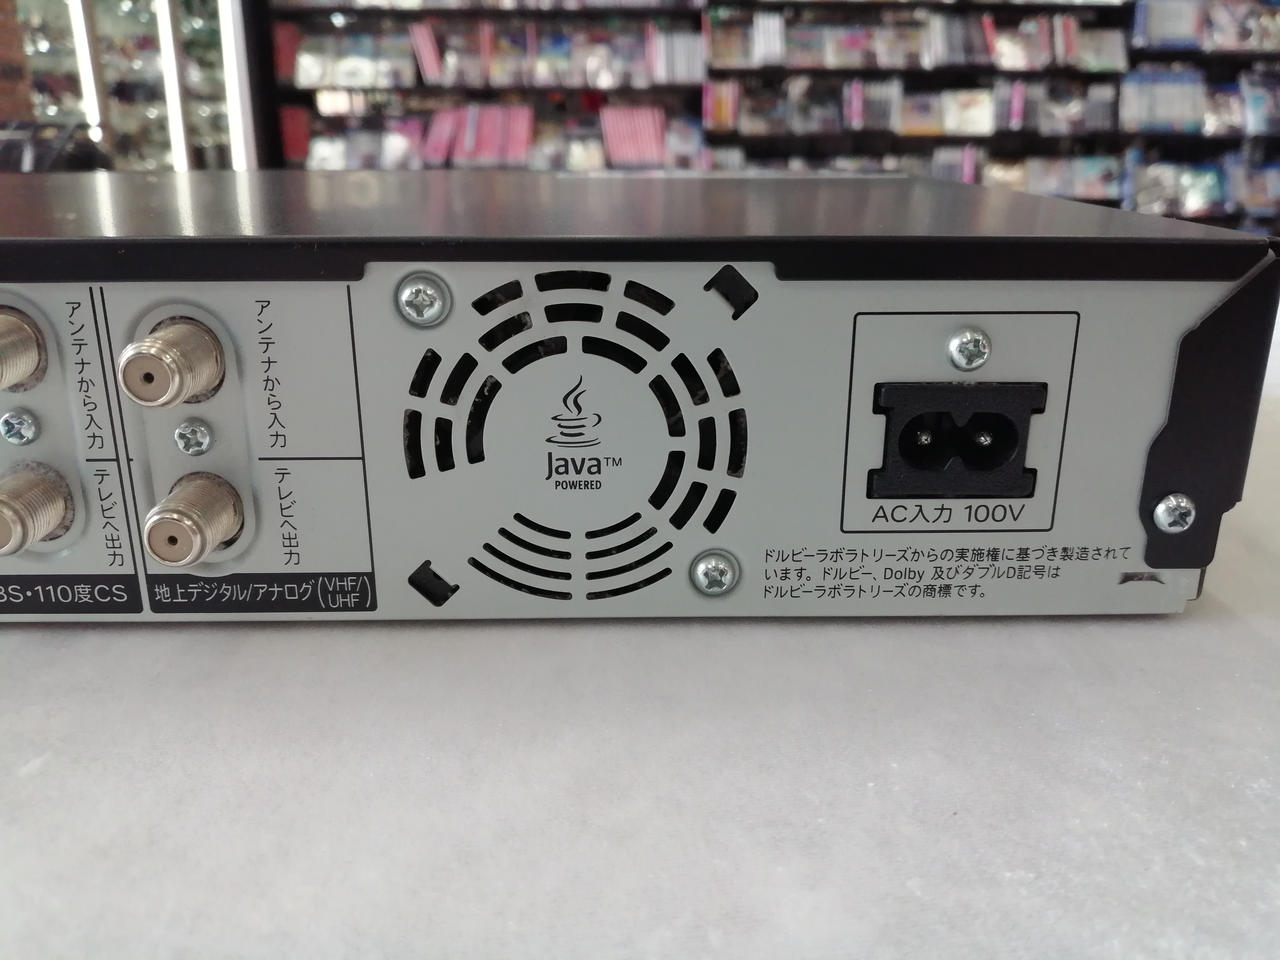 アンテナから入力
テレビへ出力
BS・110度CS
アンテナから入力
テレビへ出力
地上デジタル/アナログ(VHF/UHF)
Java™
POWERED
AC入力 100V
ドルビーラボラトリーズからの実施権に基づき製造されて
います。ドルビー、Dolby 及びダブルD記号は
ドルビーラボラトリーズの商標です。